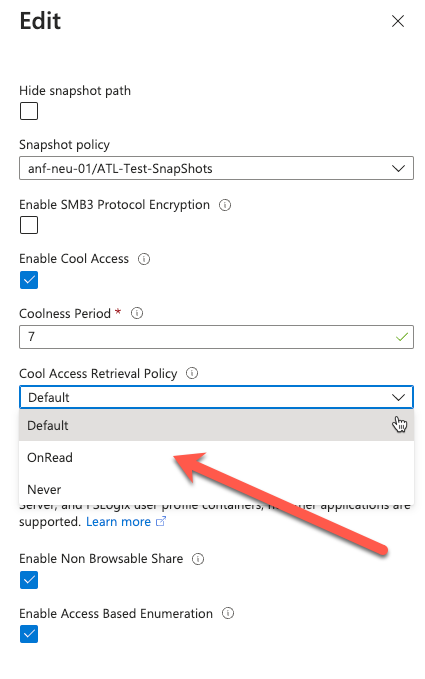 Edit
Hide snapshot path
Snapshot policy
anf-neu-01/ATL-Test-SnapShots
Enable SMB3 Protocol Encryption
Enable Cool Access
Coolness Period *
7
Cool Access Retrieval Policy
Default
Default
OnRead
Never
Server, and FSLogix user profile containers, other applications are
supported. Learn more
Enable Non Browsable Share
Enable Access Based Enumeration